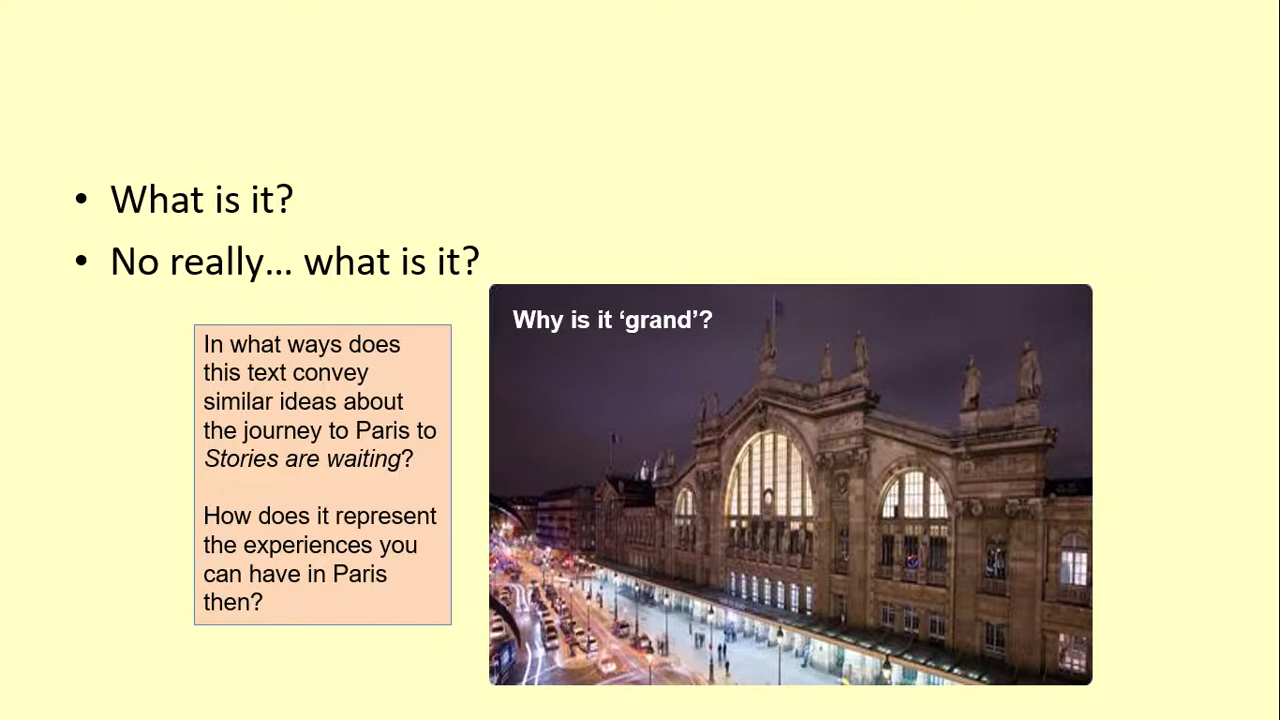 • What is it?
• No really... what is it?
Why is it ‘grand’?
In what ways does
this text convey
similar ideas about
the journey to Paris to
Stories are waiting?
How does it represent
the experiences you
can have in Paris
then?